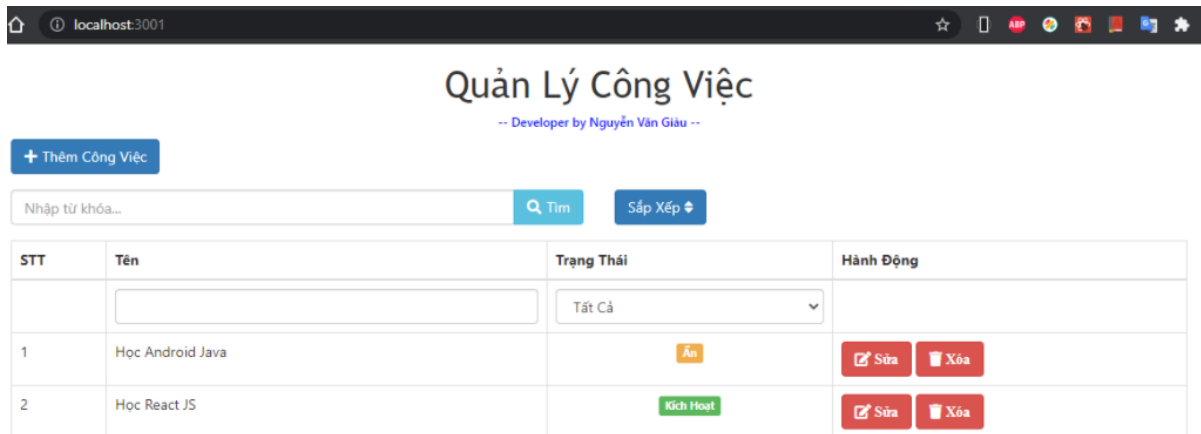 localhost:3001
ABP
Quản Lý Công Việc
-- Developer by Nguyễn Văn Giàu --
Thêm Công Việc
Nhập từ khóa... Tìm Sắp Xếp
STT Tên Trạng Thái Hành Động
Tất Cả
1 Học Android Java Ẩn Sửa Xóa
2 Học React JS Kích Hoạt Sửa Xóa